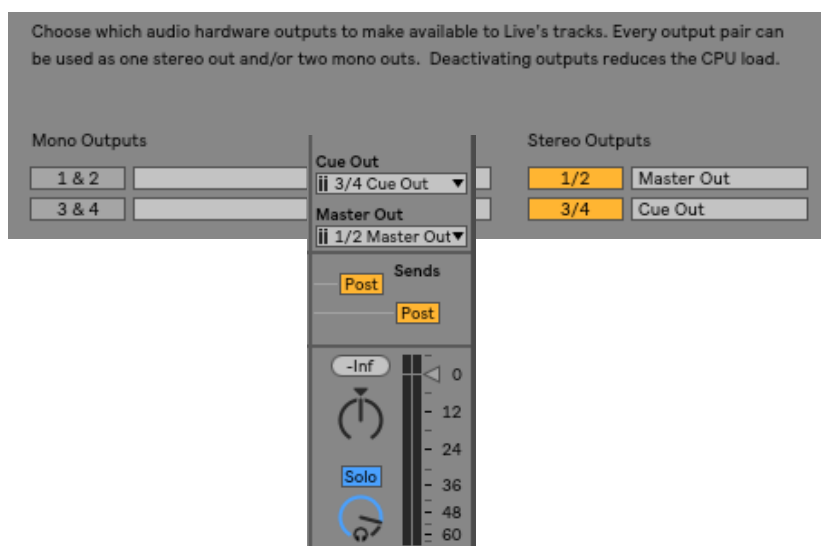 Choose which audio hardware outputs to make available to Live's tracks. Every output pair can
be used as one stereo out and/or two mono outs.  Deactivating outputs reduces the CPU load.
Mono Outputs
1 & 2
3 & 4
Cue Out
3/4 Cue Out
Master Out
1/2 Master Out
Sends
Post
Post
-Inf
0
12
24
Solo
36
48
60
Stereo Outputs
1/2 Master Out
3/4 Cue Out